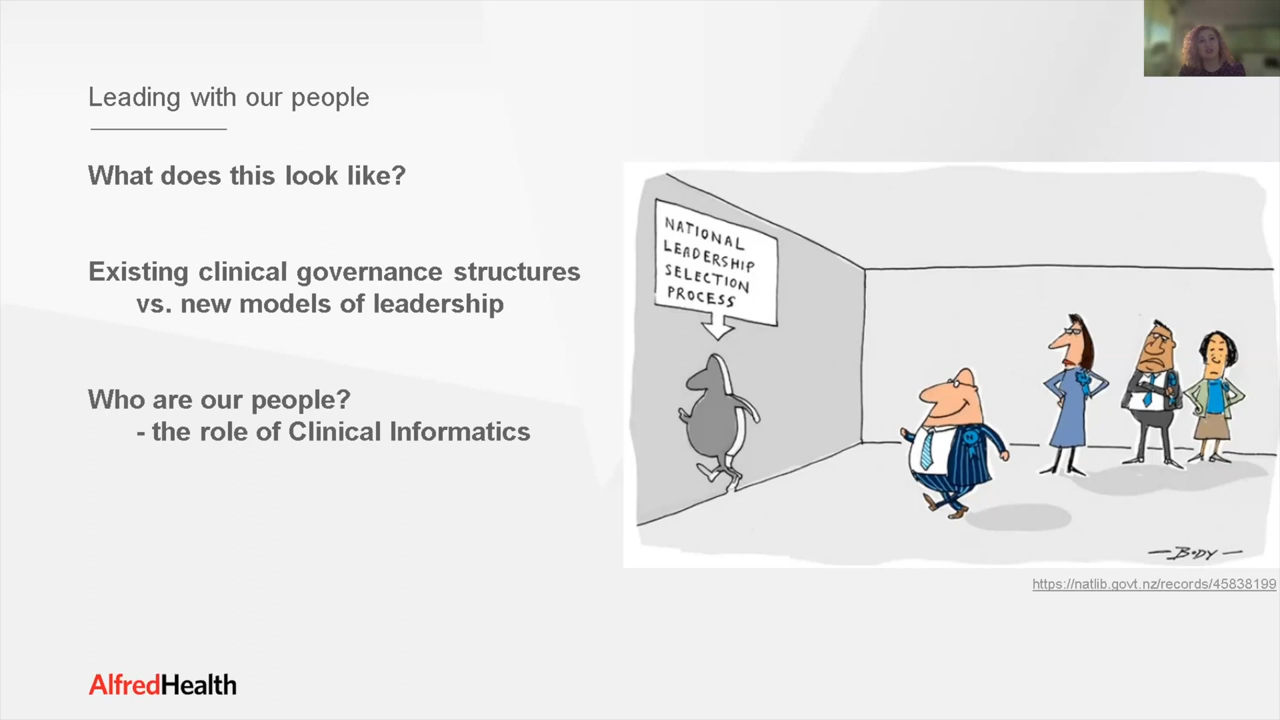 Leading with our people
What does this look like?
Existing clinical governance structures
vs. new models of leadership
Who are our people?
- the role of Clinical Informatics
NATIONAL
LEADERSHIP
SELECTION
PROCESS
BODY
https://natlib.govt.nz/records/45838199
AlfredHealth